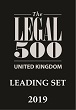 The
LEGAL
500
UNITED KINGDOM
LEADING SET
2019